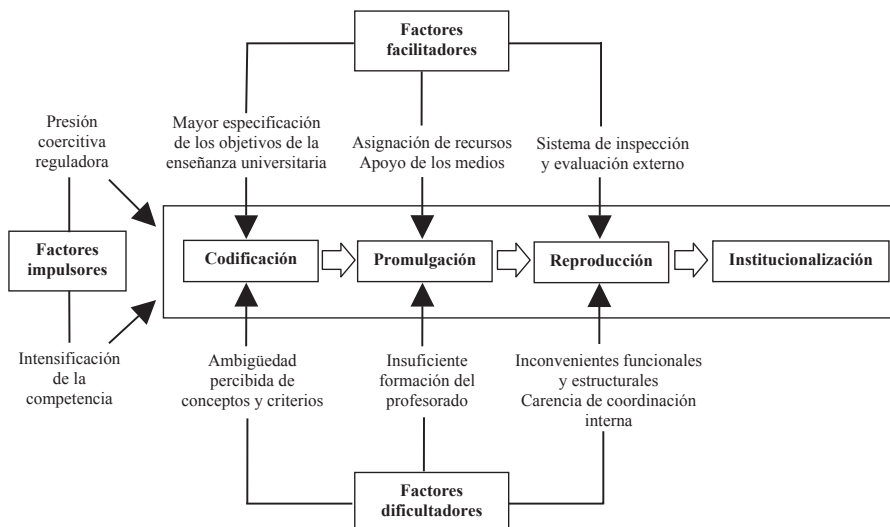 Factores
facilitadores
Presión
coercitiva
reguladora
Mayor especificación
de los objetivos de la
enseñanza universitaria
Asignación de recursos
Apoyo de los medios
Sistema de inspección
y evaluación externo
Factores
impulsores
Codificación
Promulgación
Reproducción
Institucionalización
Intensificación
de la
competencia
Ambigüedad
percibida de
conceptos y criterios
Insuficiente
formación del
profesorado
Inconvenientes funcionales
y estructurales
Carencia de coordinación
interna
Factores
dificultadores